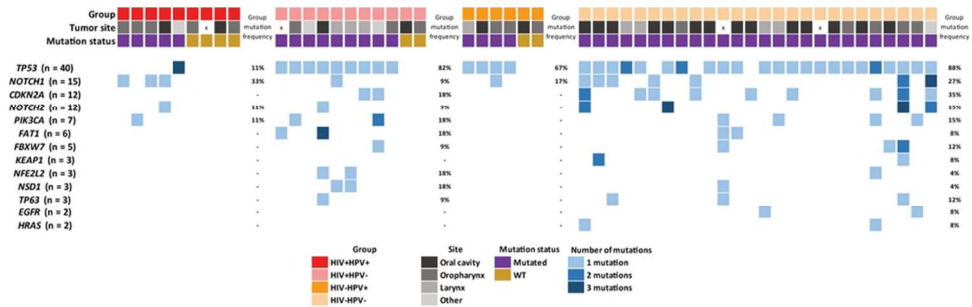 Group
Tumor site
Mutation status
Group mutation frequency
Group mutation frequency
Group mutation frequency
Group mutation frequency
x
x
x
x
TP53 (n = 40) 11% 82% 67% 88%
NOTCH1 (n = 15) 33% 9% 17% 27%
CDKN2A (n = 12) - 18% - 35%
NOTCH2 (n = 12) 11% 9% -
PIK3CA (n = 7) 11% 18% - 15%
FAT1 (n = 6) - 18% - 8%
FBXW7 (n = 5) - 9% - 12%
KEAP1 (n = 3) - - - 8%
NFE2L2 (n = 3) - 18% - 4%
NSD1 (n = 3) - 18% - 4%
TP63 (n = 3) - 9% - 12%
EGFR (n = 2) - - - 8%
HRAS (n = 2) - - - 8%
Group Site Mutation status Number of mutations
HIV+HPV+ Oral cavity Mutated 1 mutation
HIV+HPV- Oropharynx WT 2 mutations
HIV-HPV+ Larynx 3 mutations
HIV-HPV- Other